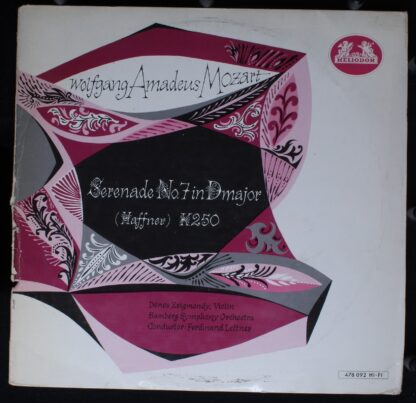 Wolfgang Amadeus Mozart
HELIODOR
Serenade No. 7 in D major
(Haffner) K 250
Dénes Zsigmondy, Violin
Bamberg Symphony Orchestra
Conductor: Ferdinand Leitner
478 092 HI-FI